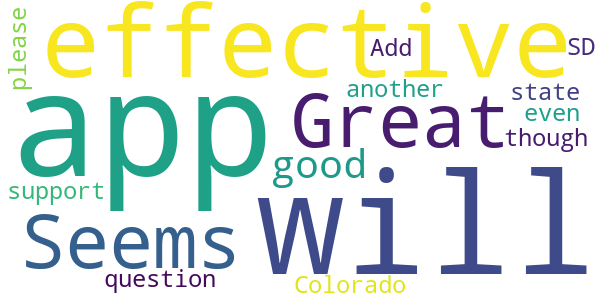 please
effective
Add
SD
app
Great
another
state
even
though
good
support
Will
Seems
question
Colorado